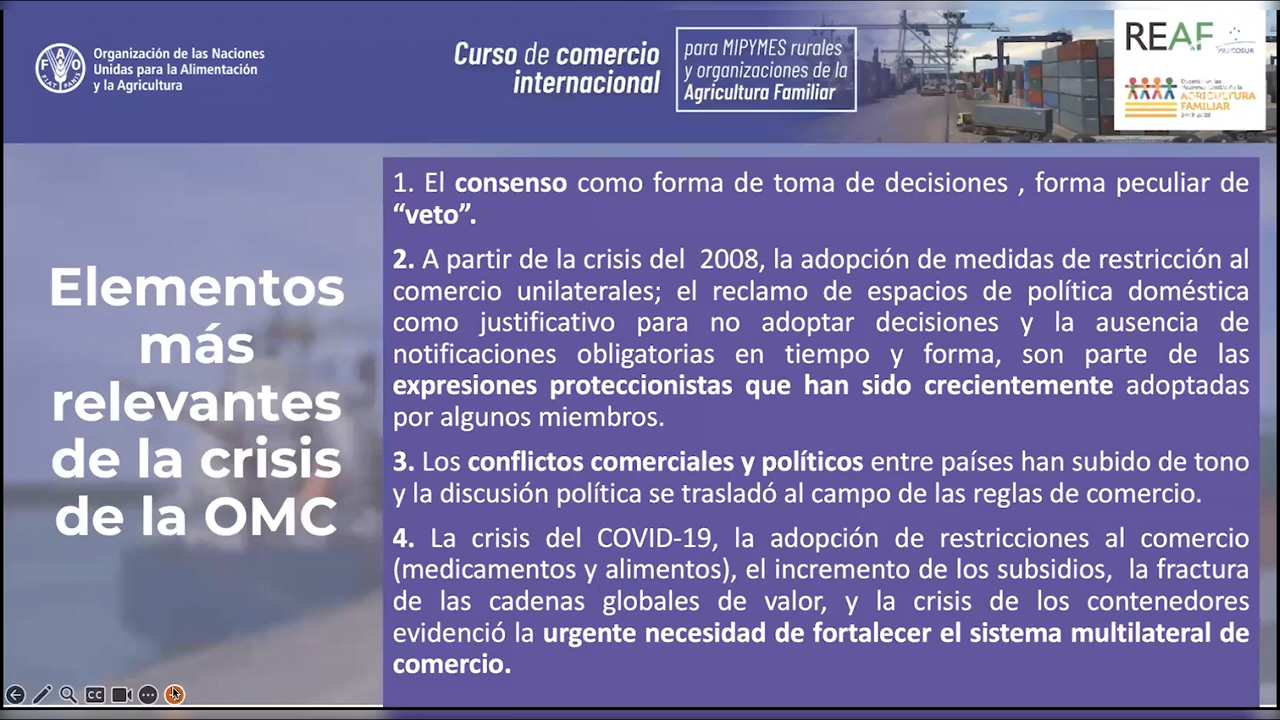 Organización de las Naciones
Unidas para la Alimentación
y la Agricultura
Curso de comercio
internacional
para MIPYMES rurales
y organizaciones de la
Agricultura Familiar
REAF
MERCOSUR
AGRICULTURA
FAMILIAR
Elementos
más
relevantes
de la crisis
de la OMC
1. El consenso como forma de toma de decisiones , forma peculiar de
“veto”.
2. A partir de la crisis del 2008, la adopción de medidas de restricción al
comercio unilaterales; el reclamo de espacios de política doméstica
como justificativo para no adoptar decisiones y la ausencia de
notificaciones obligatorias en tiempo y forma, son parte de las
expresiones proteccionistas que han sido crecientemente adoptadas
por algunos miembros.
3. Los conflictos comerciales y políticos entre países han subido de tono
y la discusión política se trasladó al campo de las reglas de comercio.
4. La crisis del COVID-19, la adopción de restricciones al comercio
(medicamentos y alimentos), el incremento de los subsidios, la fractura
de las cadenas globales de valor, y la crisis de los contenedores
evidenció la urgente necesidad de fortalecer el sistema multilateral de
comercio.
CC